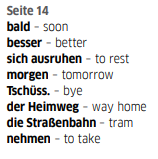 Seite 14
bald – soon
besser – better
sich ausruhen – to rest
morgen – tomorrow
Tschüss. – bye
der Heimweg – way home
die Straßenbahn – tram
nehmen – to take